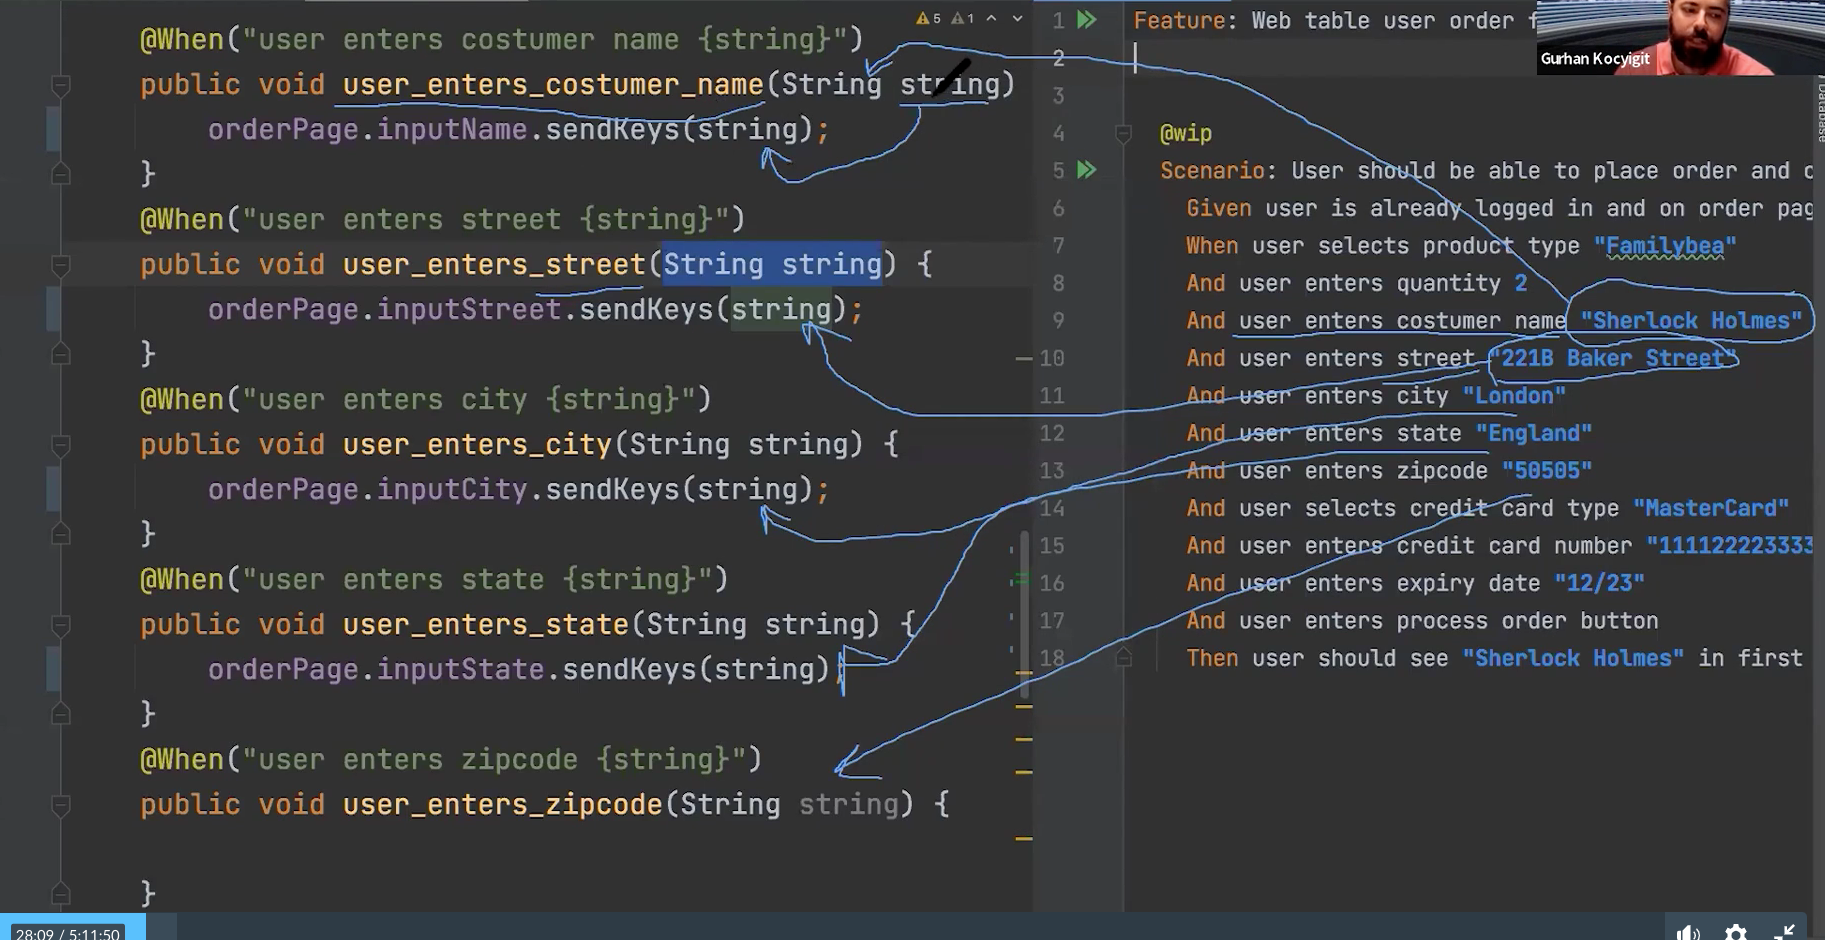 @When("user enters costumer name {string}")
public void user_enters_costumer_name(String string)
orderPage.inputName.sendKeys(string);
}
@When("user enters street {string}")
public void user_enters_street(String string) {
orderPage.inputStreet.sendKeys(string);
}
@When("user enters city {string}")
public void user_enters_city(String string) {
orderPage.inputCity.sendKeys(string);
}
@When("user enters state {string}")
public void user_enters_state(String string) {
orderPage.inputState.sendKeys(string)
}
@When("user enters zipcode {string}")
public void user_enters_zipcode(String string) {
}
5 1
1 Feature: Web table user order f
2
3
4 @wip
5 Scenario: User should be able to place order and
6 Given user is already logged in and on order pag
7 When user selects product type "Familybea"
8 And user enters quantity 2
9 And user enters costumer name "Sherlock Holmes"
10 And user enters street "221B Baker Street"
11 And user enters city "London"
12 And user enters state "England"
13 And user enters zipcode "50505"
14 And user selects credit card type "MasterCard"
15 And user enters credit card number "111122223333
16 And user enters expiry date "12/23"
17 And user enters process order button
18 Then user should see "Sherlock Holmes" in first
Gurhan Kocyigit
Database
28:09 / 5:11:50